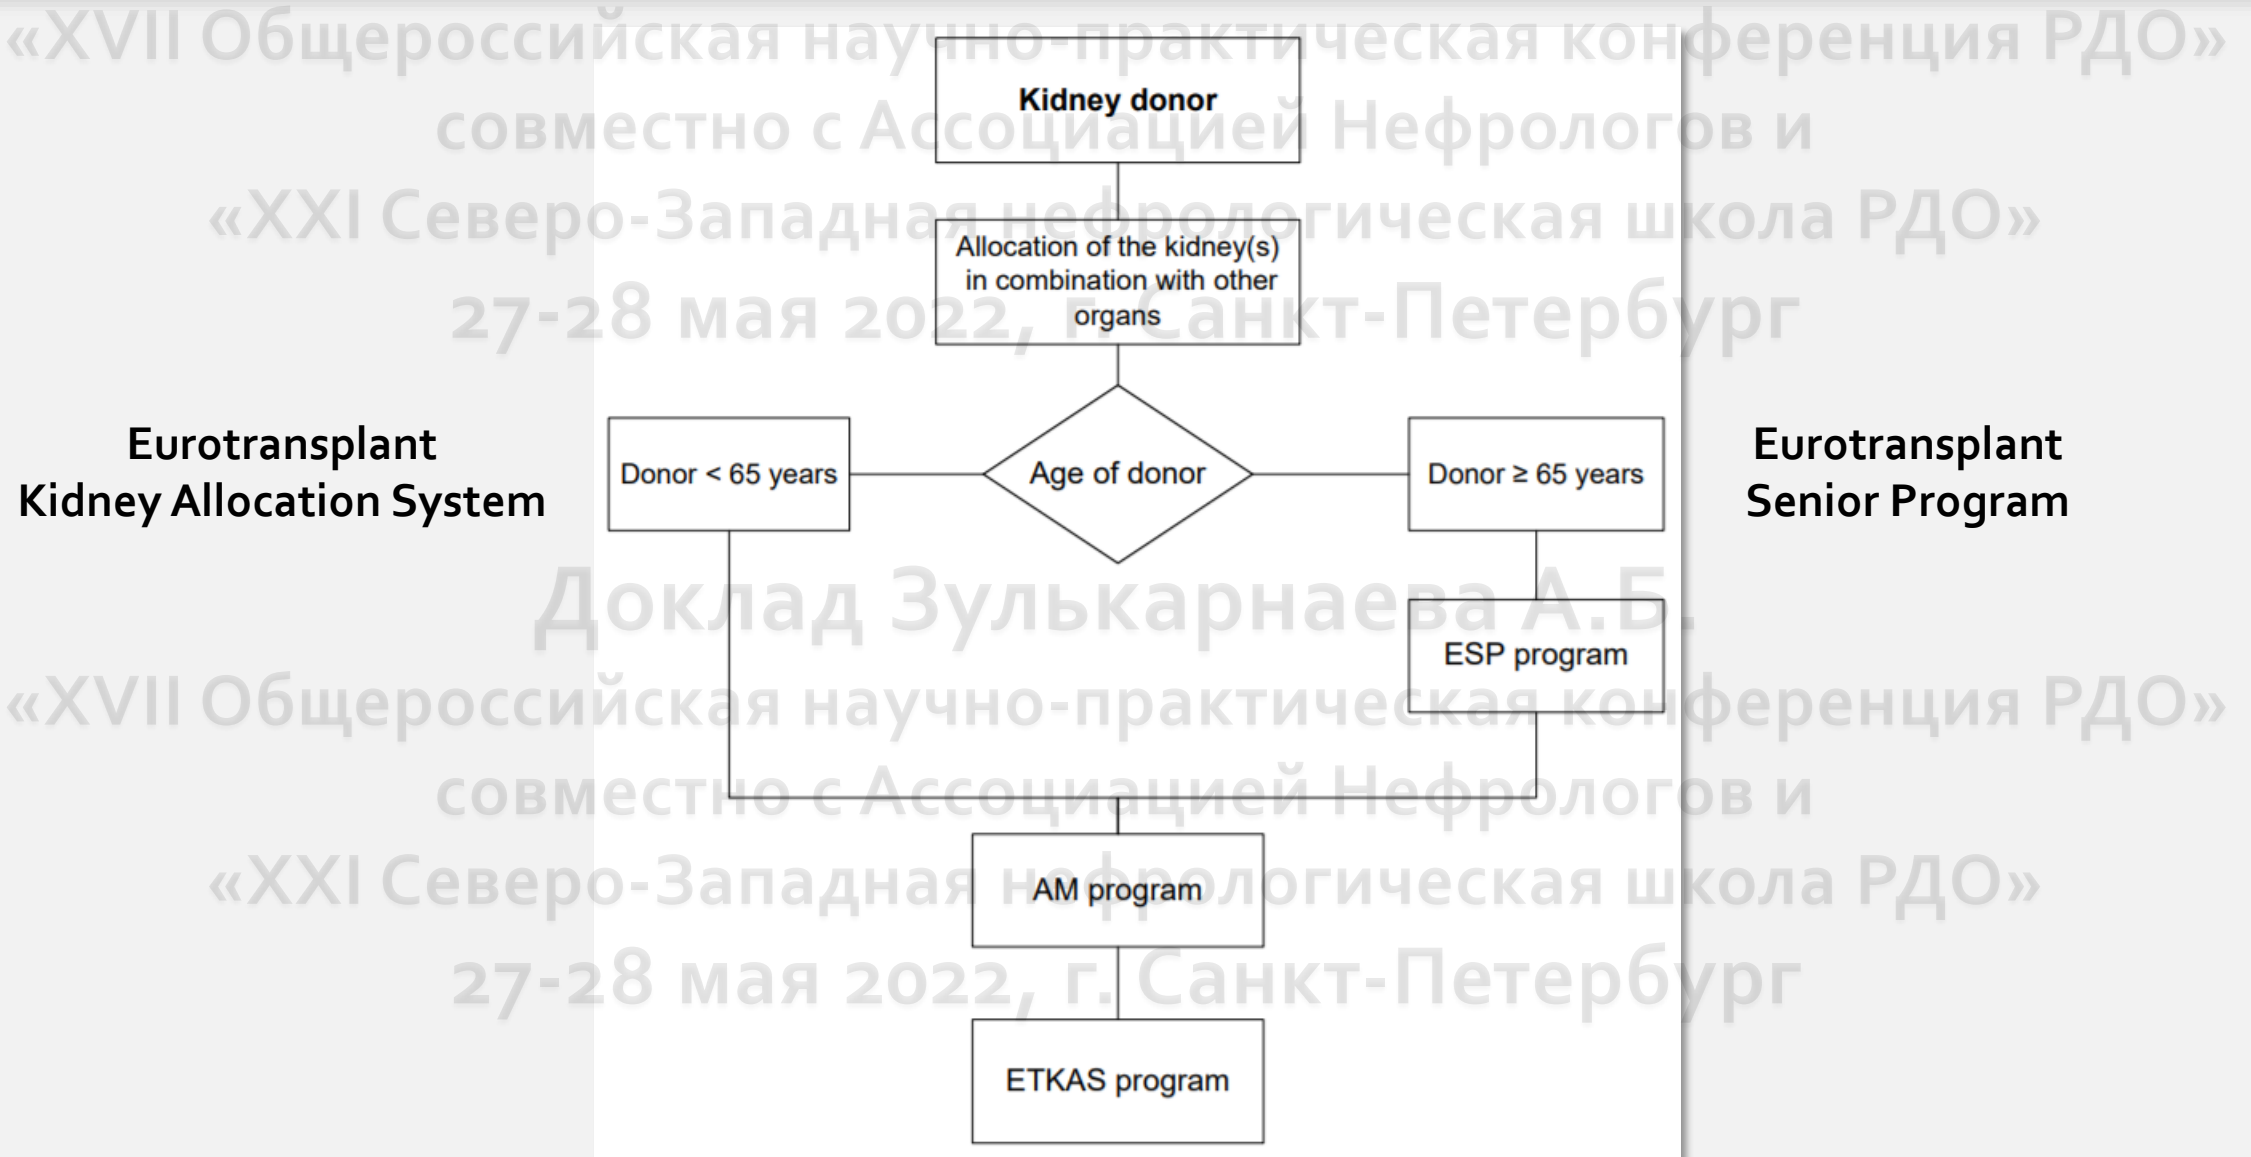 «XVII Общероссийская научно-практическая конференция РДО»
Kidney donor
совместно с Ассоциацией Нефрологов и
«XXI Северо-Западная нефрологическая школа РДО»
Allocation of the kidney(s)
in combination with other
organs
27-28 мая 2022, г. Санкт-Петербург
Eurotransplant
Kidney Allocation System
Donor < 65 years
Age of donor
Donor ≥ 65 years
Eurotransplant
Senior Program
Доклад Зулькарнаева А.Б.
ESP program
«XVII Общероссийская научно-практическая конференция РДО»
совместно с Ассоциацией Нефрологов и
«XXI Северо-Западная нефрологическая школа РДО»
AM program
27-28 мая 2022, г. Санкт-Петербург
ETKAS program